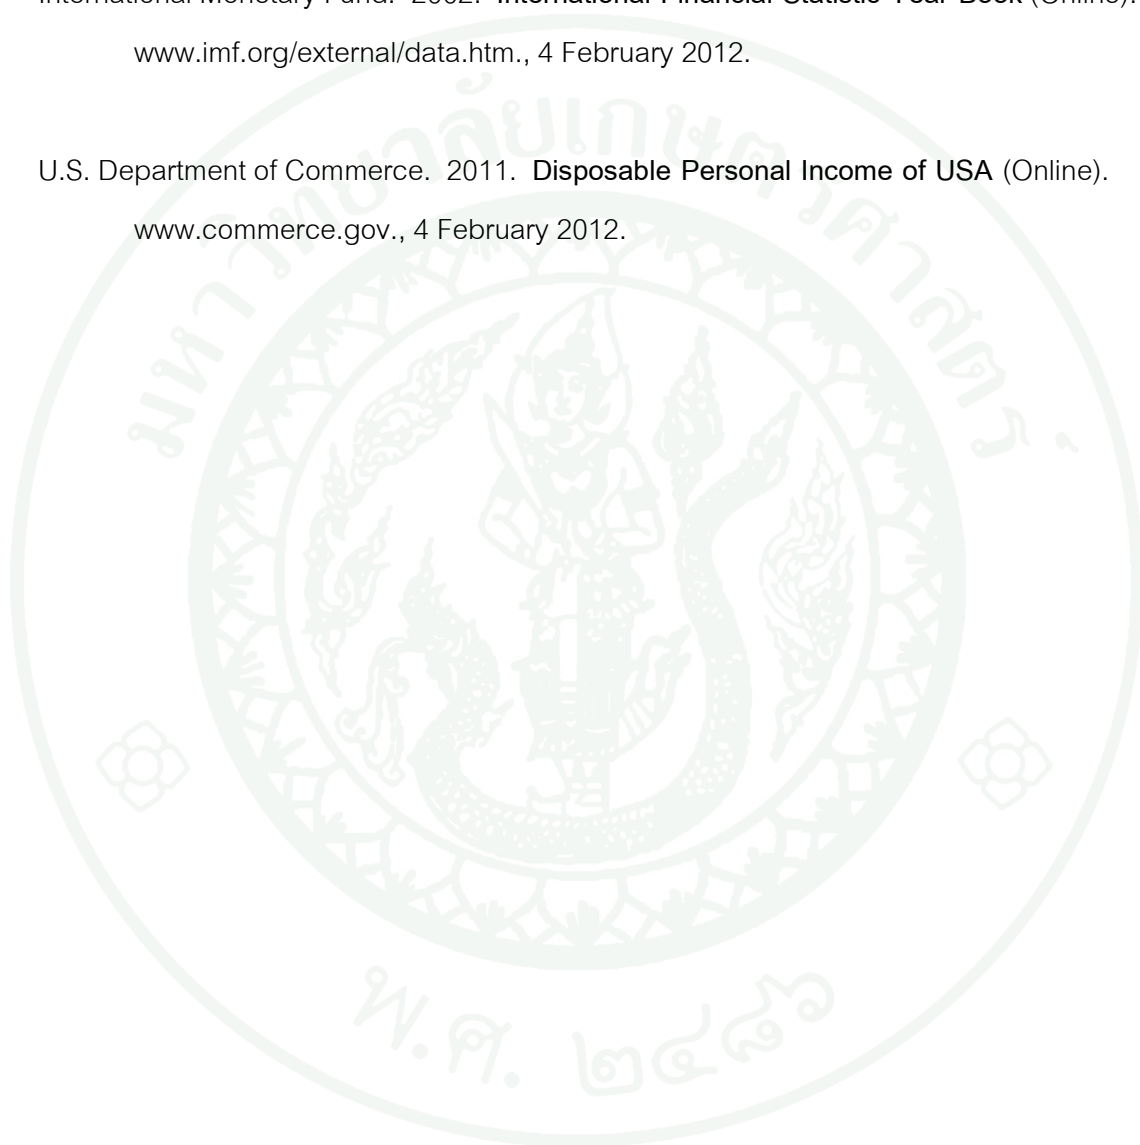 International Monetary Fund. International Financial Statistic Year Book (Online).
www.imf.org/external/data.htm., 4 February 2012.
U.S. Department of Commerce. 2011. Disposable Personal Income of USA (Online).
www.commerce.gov., 4 February 2012.
มหาวิทยาลัยเกษตรศาสตร์
พ.ศ. ๒๔๘๖